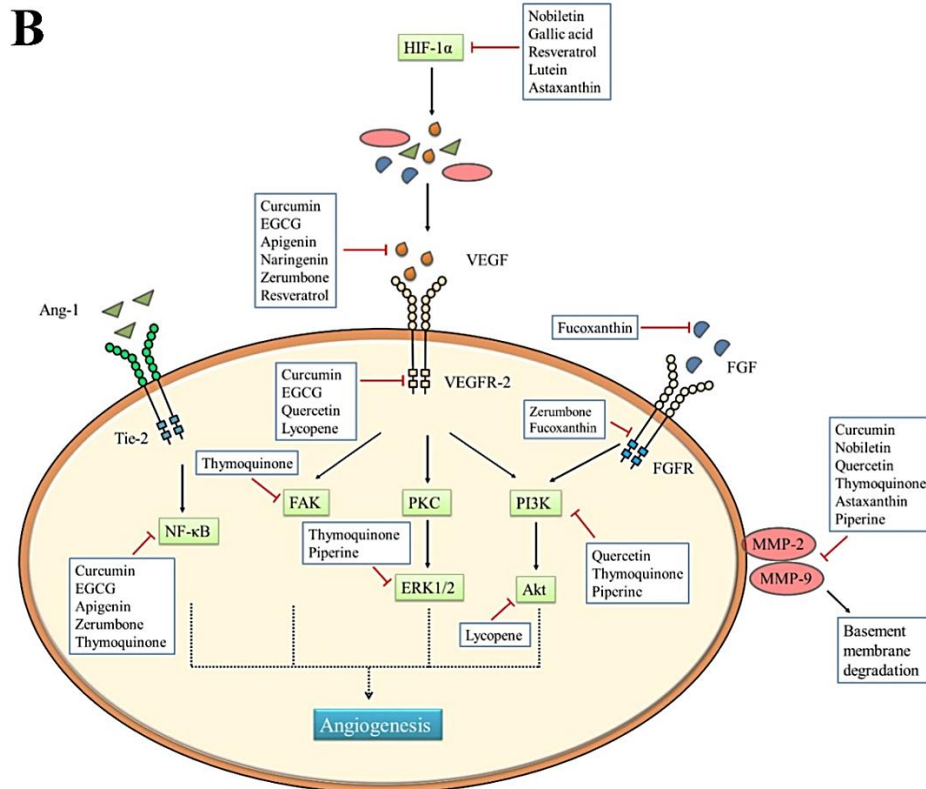 B
HIF-1α
Nobiletin
Gallic acid
Resveratrol
Lutein
Astaxanthin
Curcumin
EGCG
Apigenin
Naringenin
Zerumbone
Resveratrol
VEGF
Ang-1
Fucoxanthin
FGF
Curcumin
EGCG
Quercetin
Lycopene
VEGFR-2
Zerumbone
Fucoxanthin
FGFR
Tie-2
Curcumin
Nobiletin
Quercetin
Thymoquinone
Astaxanthin
Piperine
Thymoquinone
FAK
PKC
PI3K
NF-κB
Thymoquinone
Piperine
MMP-2
MMP-9
Quercetin
Thymoquinone
Piperine
ERK1/2
Akt
Curcumin
EGCG
Apigenin
Zerumbone
Thymoquinone
Lycopene
Basement
membrane
degradation
Angiogenesis